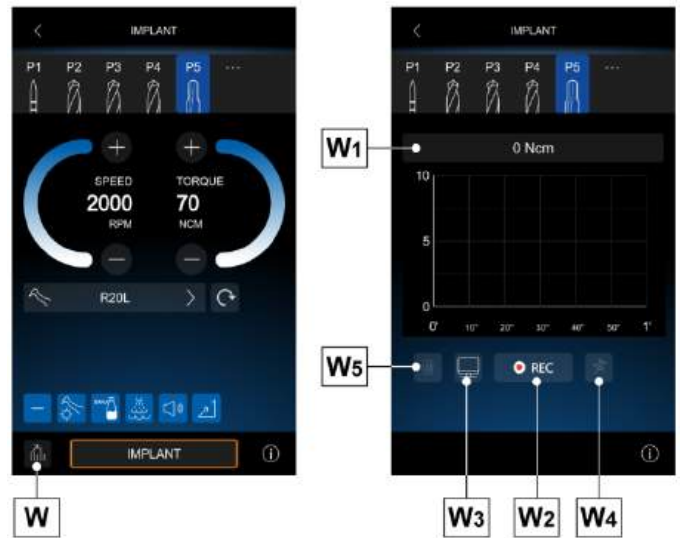 IMPLANT
P1 P2 P3 P4 P5 ...
SPEED
2000
RPM
TORQUE
70
NCM
R20L
IMPLANT
W
IMPLANT
P1 P2 P3 P4 P5 ...
W1
0 Ncm
10
5
0
0' 10" 20" 30" 40" 50" 1'
W5
REC
W3 W2 W4